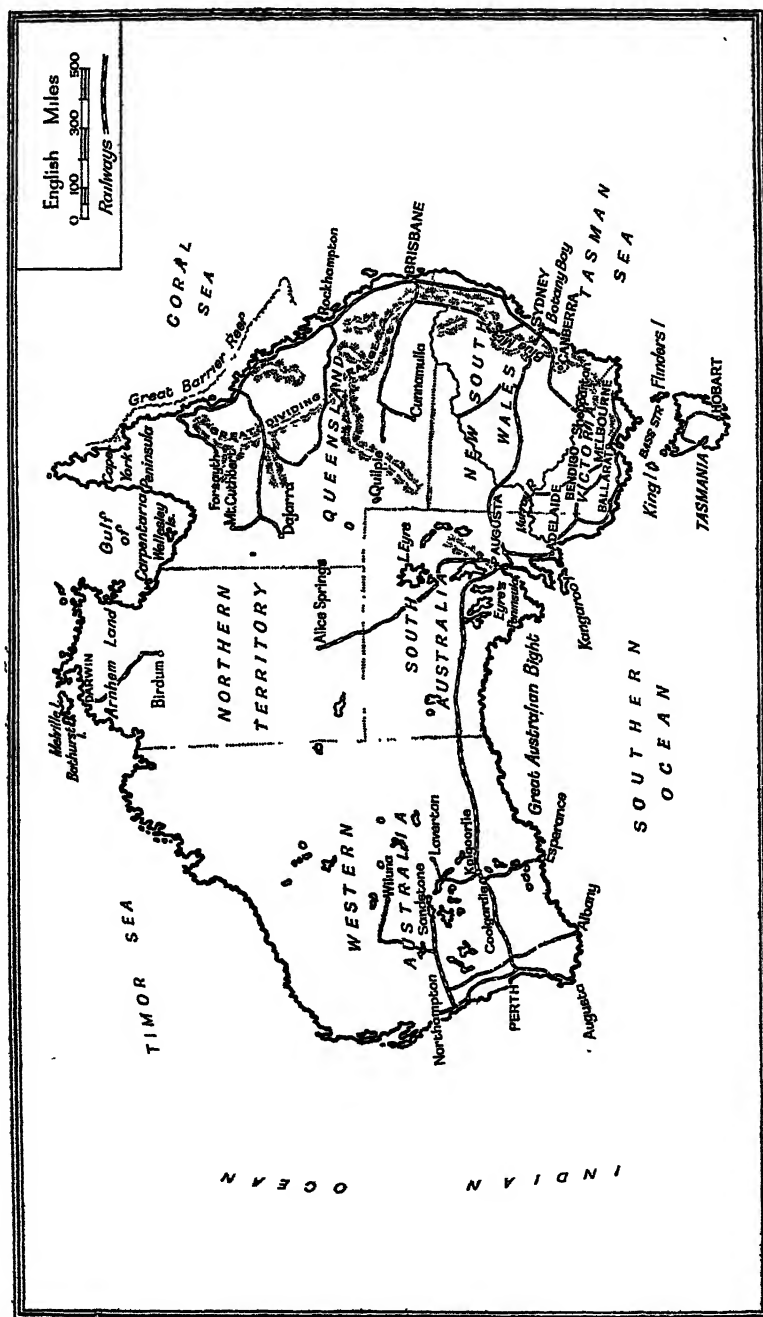 English Miles
0 100 300 500
Railways
TIMOR SEA
CORAL SEA
TASMAN SEA
INDIAN OCEAN
SOUTHERN OCEAN
Melville I.
Bathurst I.
DARWIN
Arnhem Land
Birdum
Gulf of Carpentaria
Wellesley Is.
Cape York Peninsula
Great Barrier Reef
NORTHERN TERRITORY
Alice Springs
Forsayth
Mt. Cuthbert
Dajarra
GREAT DIVIDING RANGE
QUEENSLAND
Rockhampton
Quilpie
Cunnamulla
BRISBANE
WESTERN AUSTRALIA
Wiluna
Sandstone
Laverton
Kalgoorlie
Coolgardie
Northampton
PERTH
Augusta
Albany
Esperance
Great Australian Bight
SOUTH AUSTRALIA
L. Eyre
AUGUSTA
Eyre's Peninsula
ADELAIDE
Kangaroo I.
NEW SOUTH WALES
Murray R.
SYDNEY
Botany Bay
CANBERRA
VICTORIA
BENDIGO
BALLARAT
MELBOURNE
King I.
BASS STR.
Flinders I
TASMANIA
HOBART